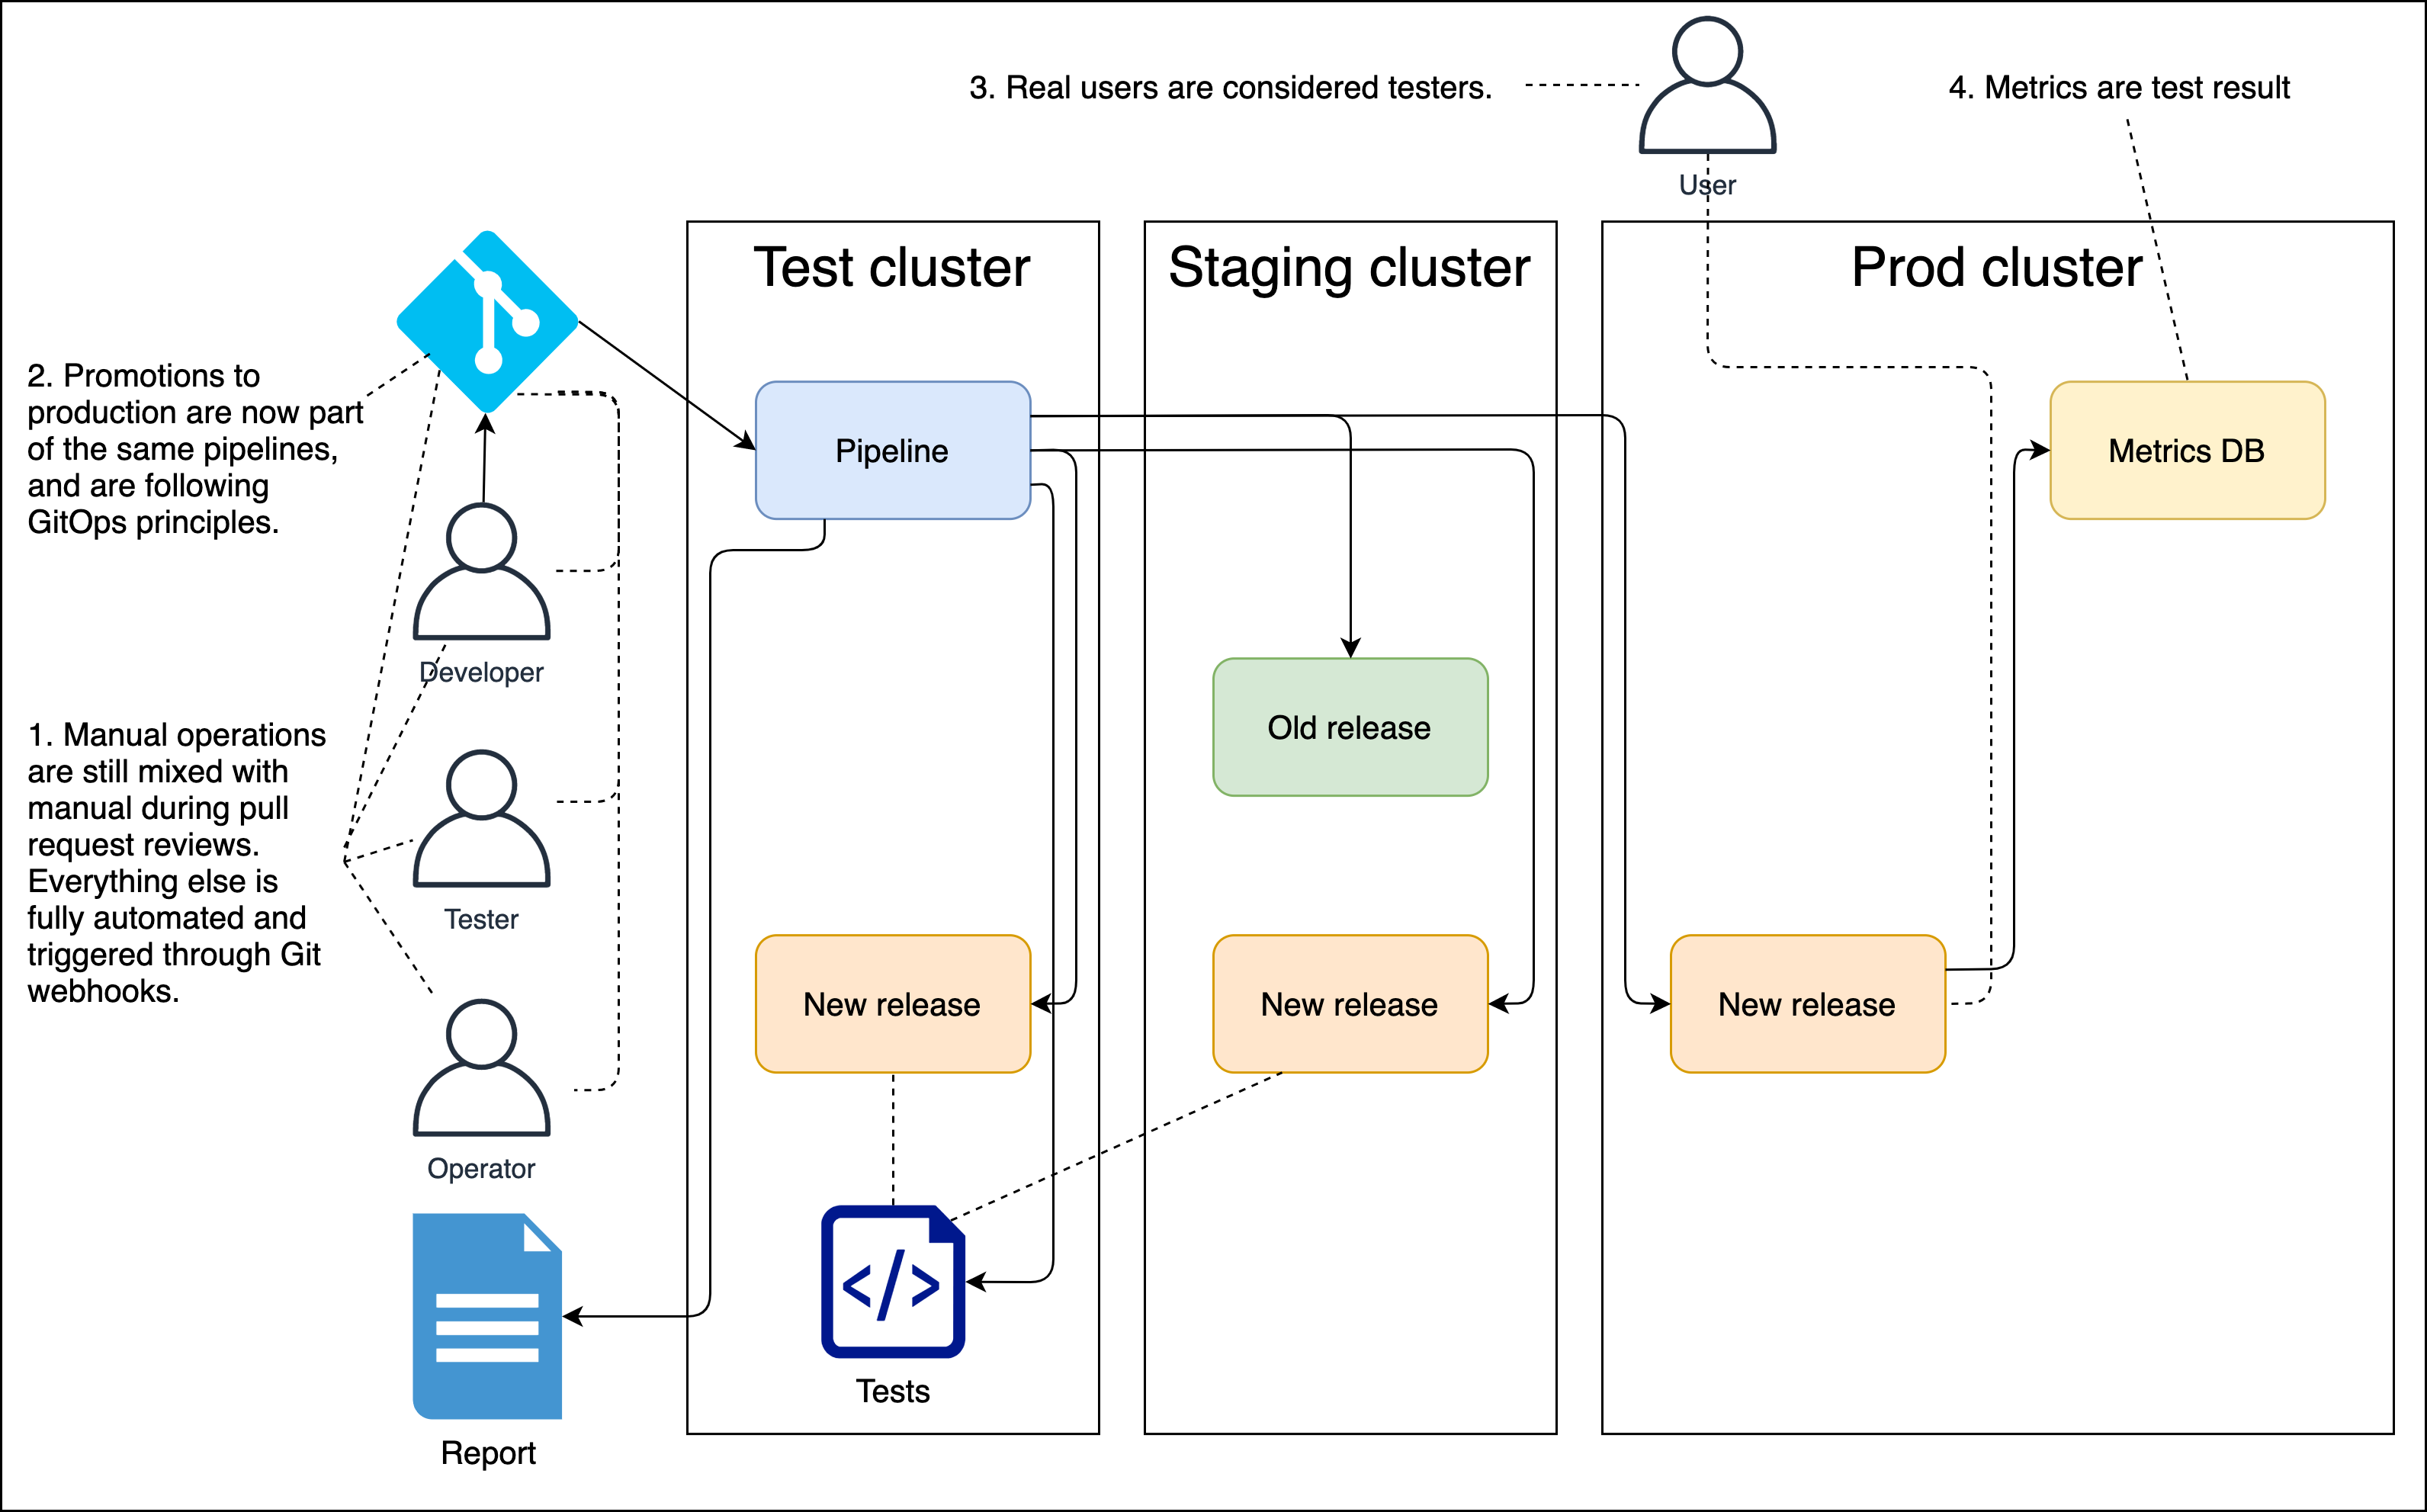 3. Real users are considered testers.
4. Metrics are test result
User
Test cluster
Staging cluster
Prod cluster
2. Promotions to
production are now part
of the same pipelines,
and are following
GitOps principles.
Pipeline
Metrics DB
Developer
Old release
1. Manual operations
are still mixed with
manual during pull
request reviews.
Everything else is
fully automated and
triggered through Git
webhooks.
Tester
New release
New release
New release
Operator
</>
Tests
Report